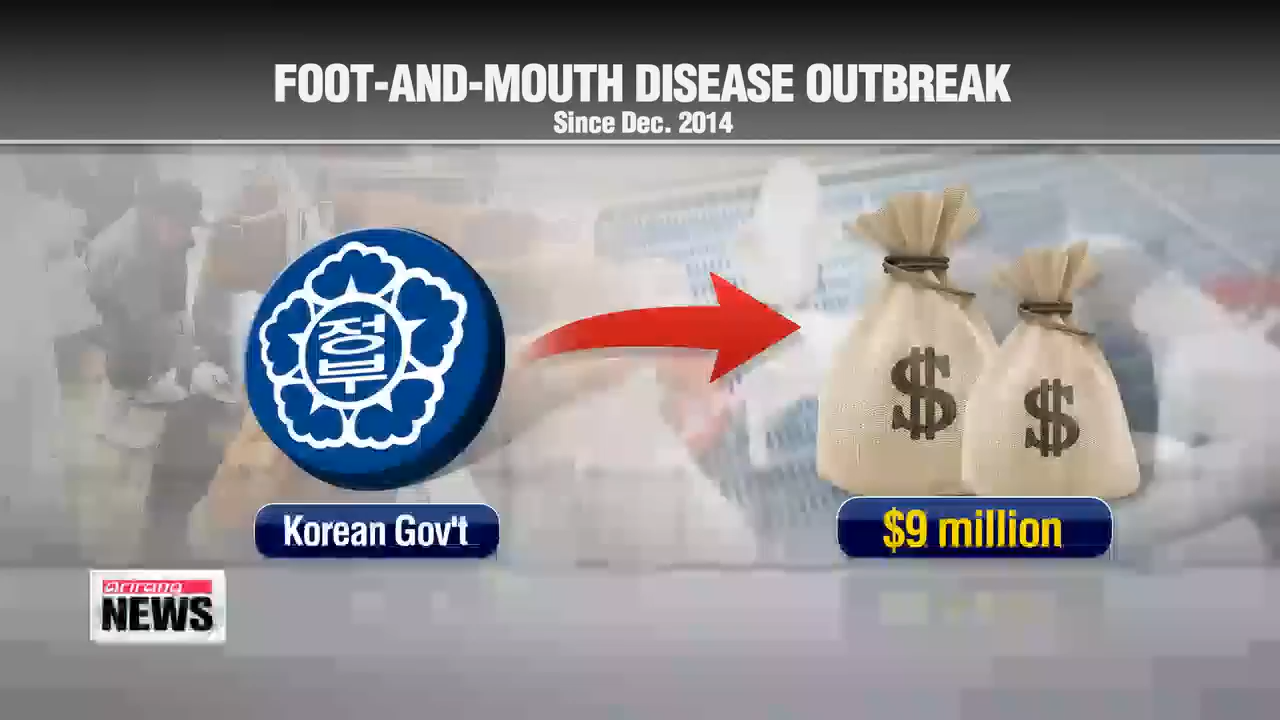 FOOT-AND-MOUTH DISEASE OUTBREAK
Since Dec. 2014
정부
$
$
Korean Gov't
$9 million
arirang
NEWS